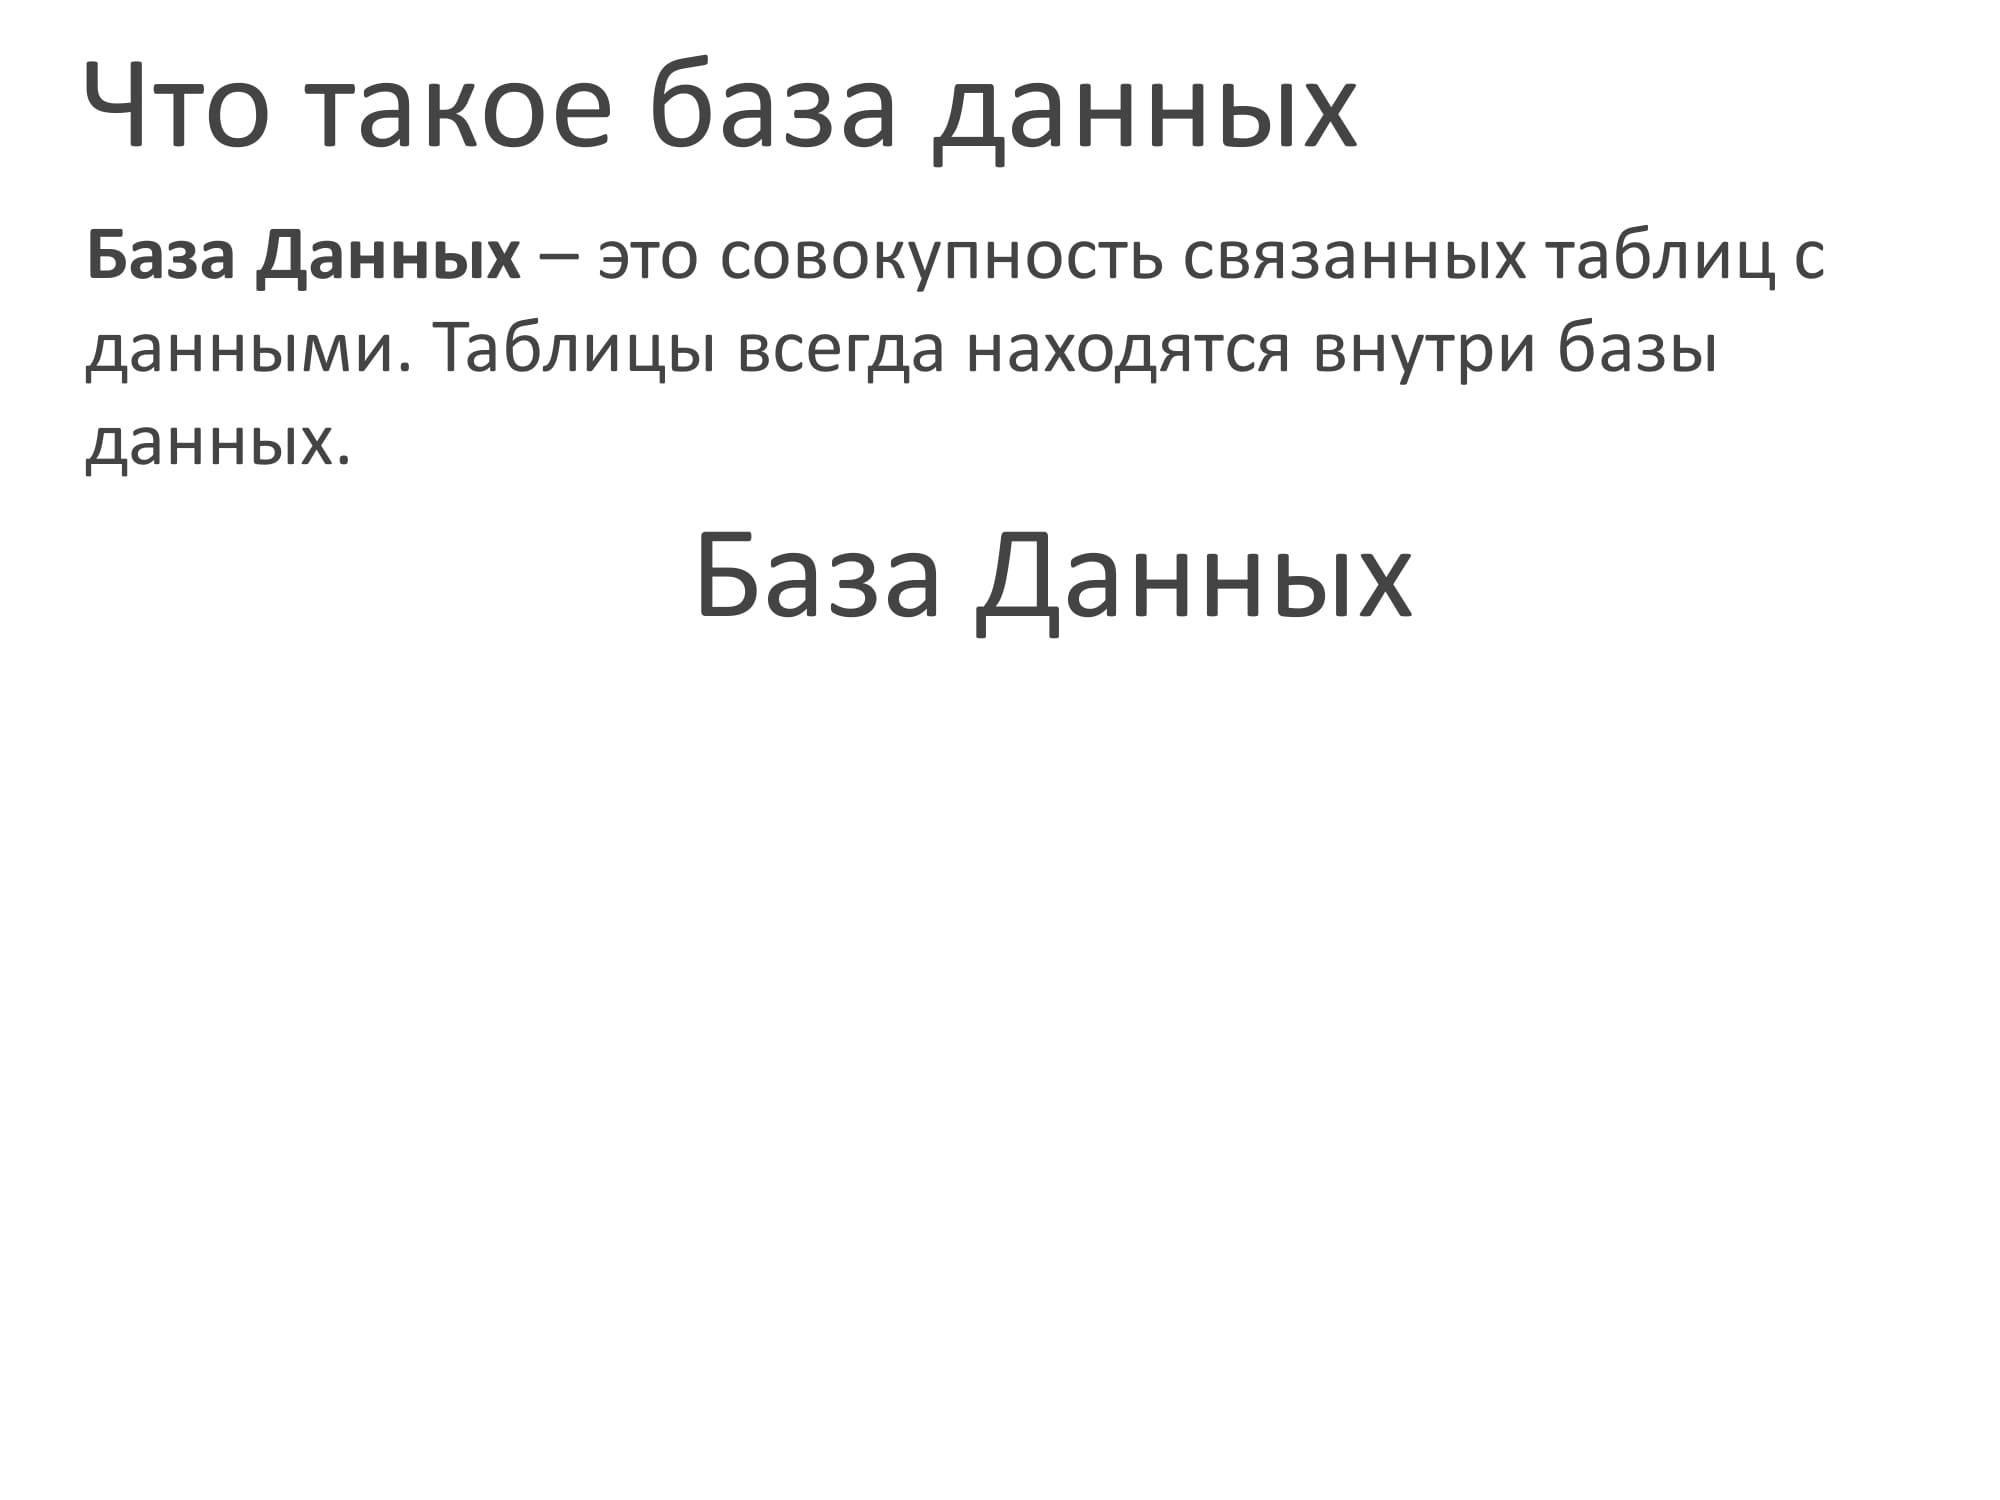 Что такое база данных
База Данных – это совокупность связанных таблиц с
данными. Таблицы всегда находятся внутри базы
данных.
База Данных